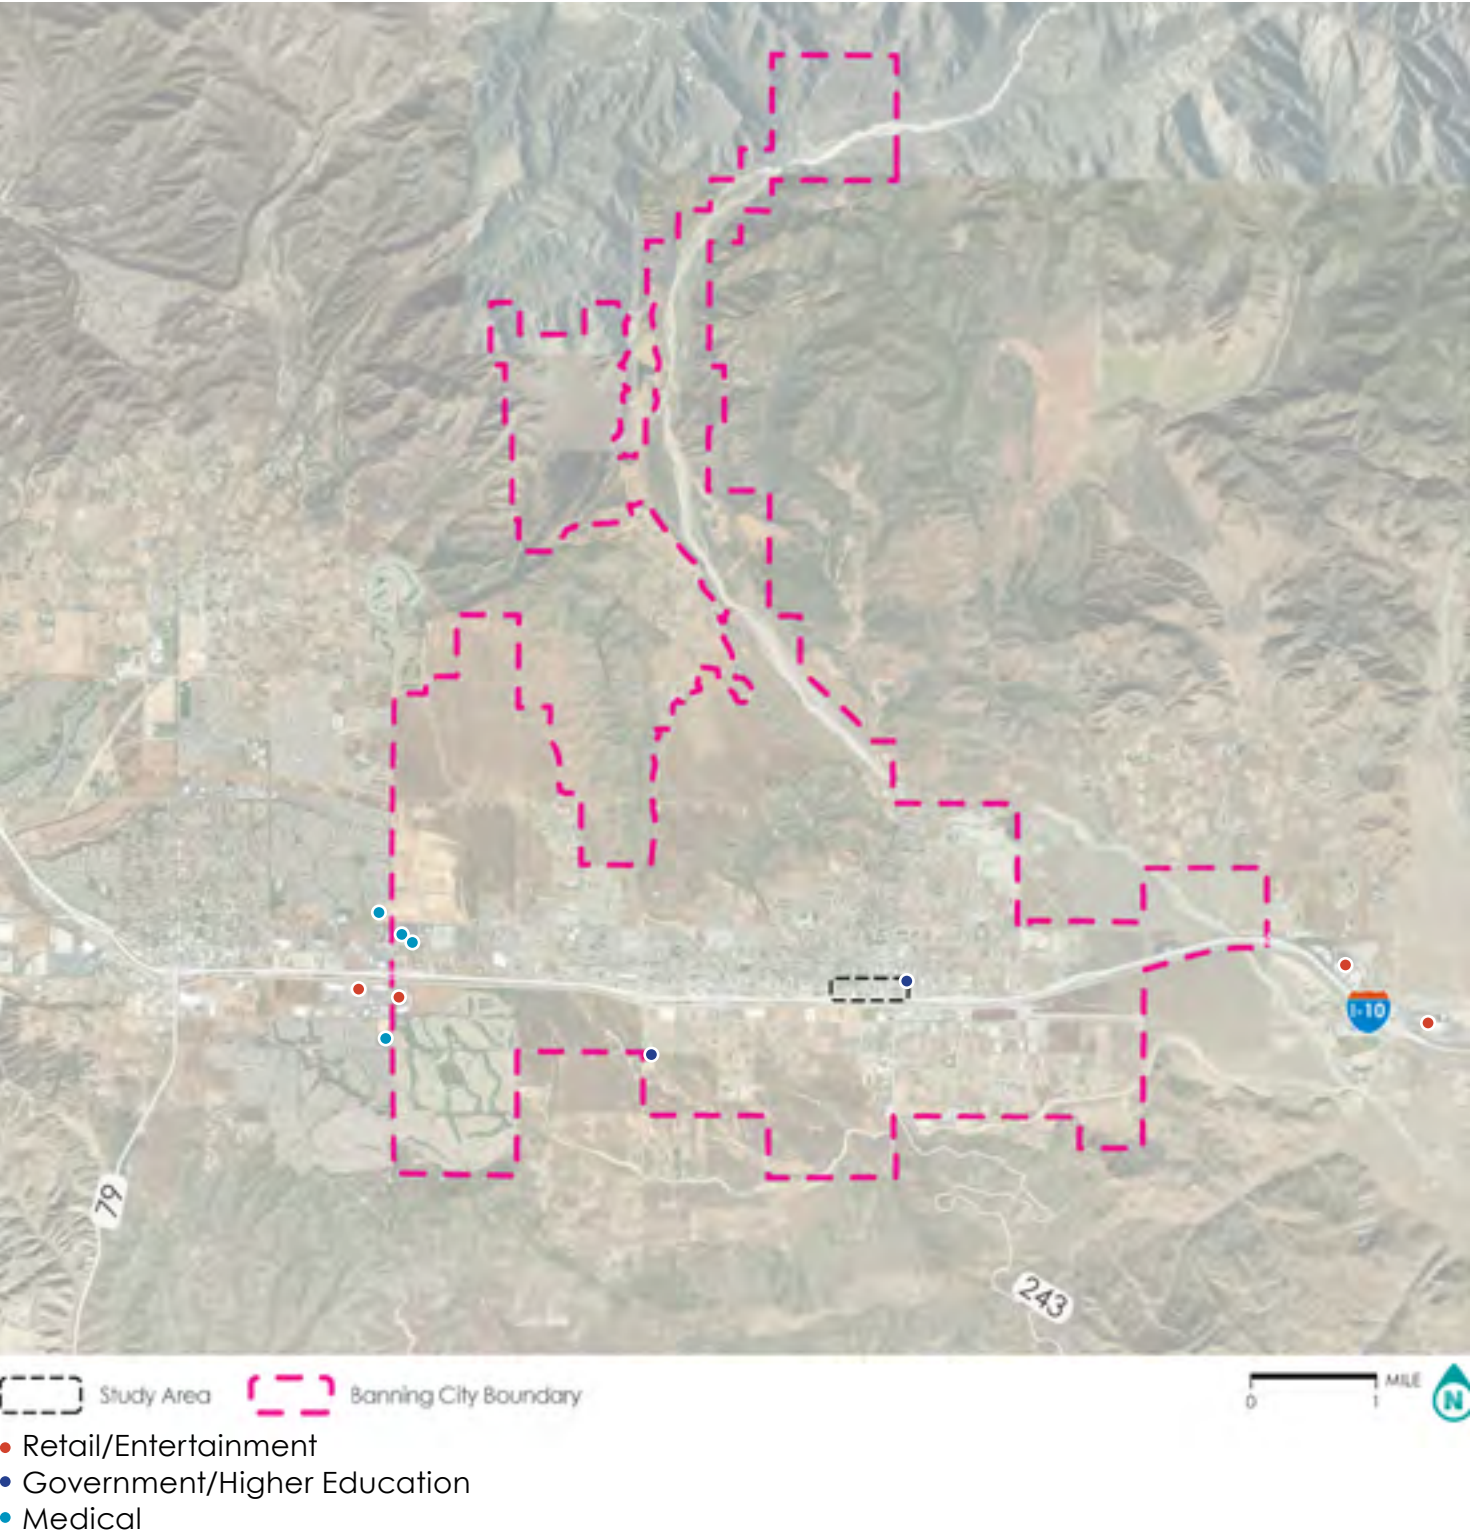 I-10
79
243
Study Area
Banning City Boundary
MILE
0
1
N
Retail/Entertainment
Government/Higher Education
Medical